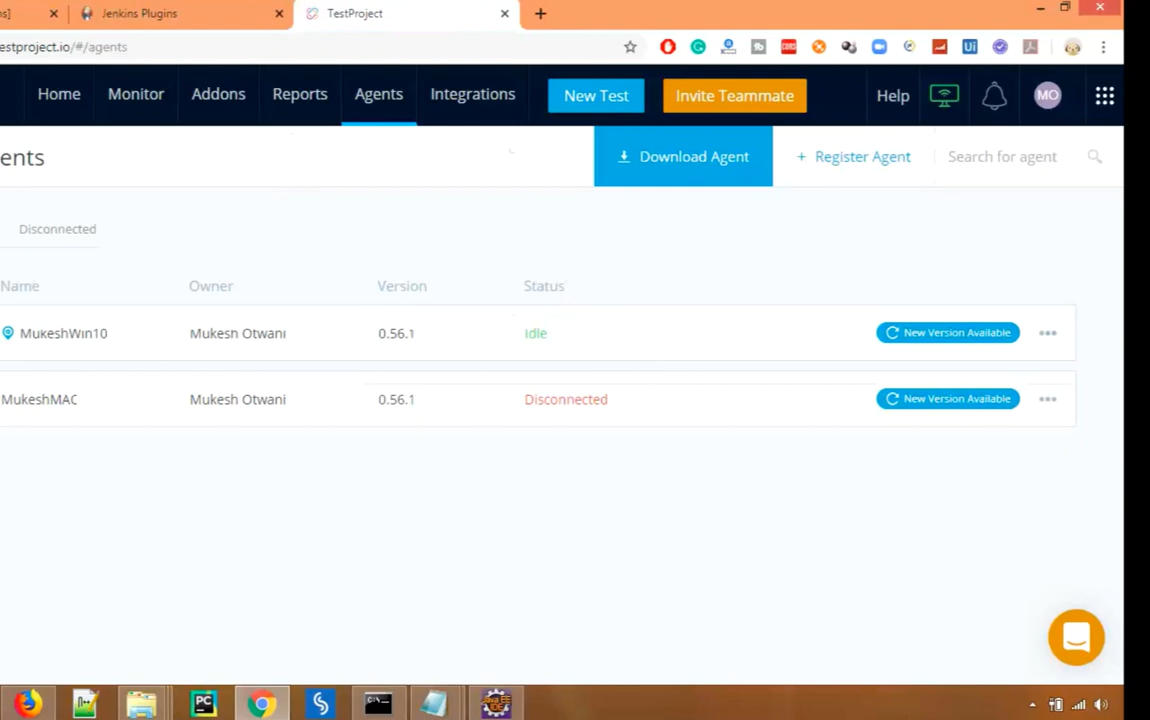 s]
Jenkins Plugins
TestProject
estproject.io/#/agents
Home Monitor Addons Reports Agents Integrations New Test Invite Teammate Help MO
ents
Download Agent
+ Register Agent
Search for agent
Disconnected
Name Owner Version Status
MukeshWin10 Mukesh Otwani 0.56.1 Idle New Version Available
MukeshMAC Mukesh Otwani 0.56.1 Disconnected New Version Available